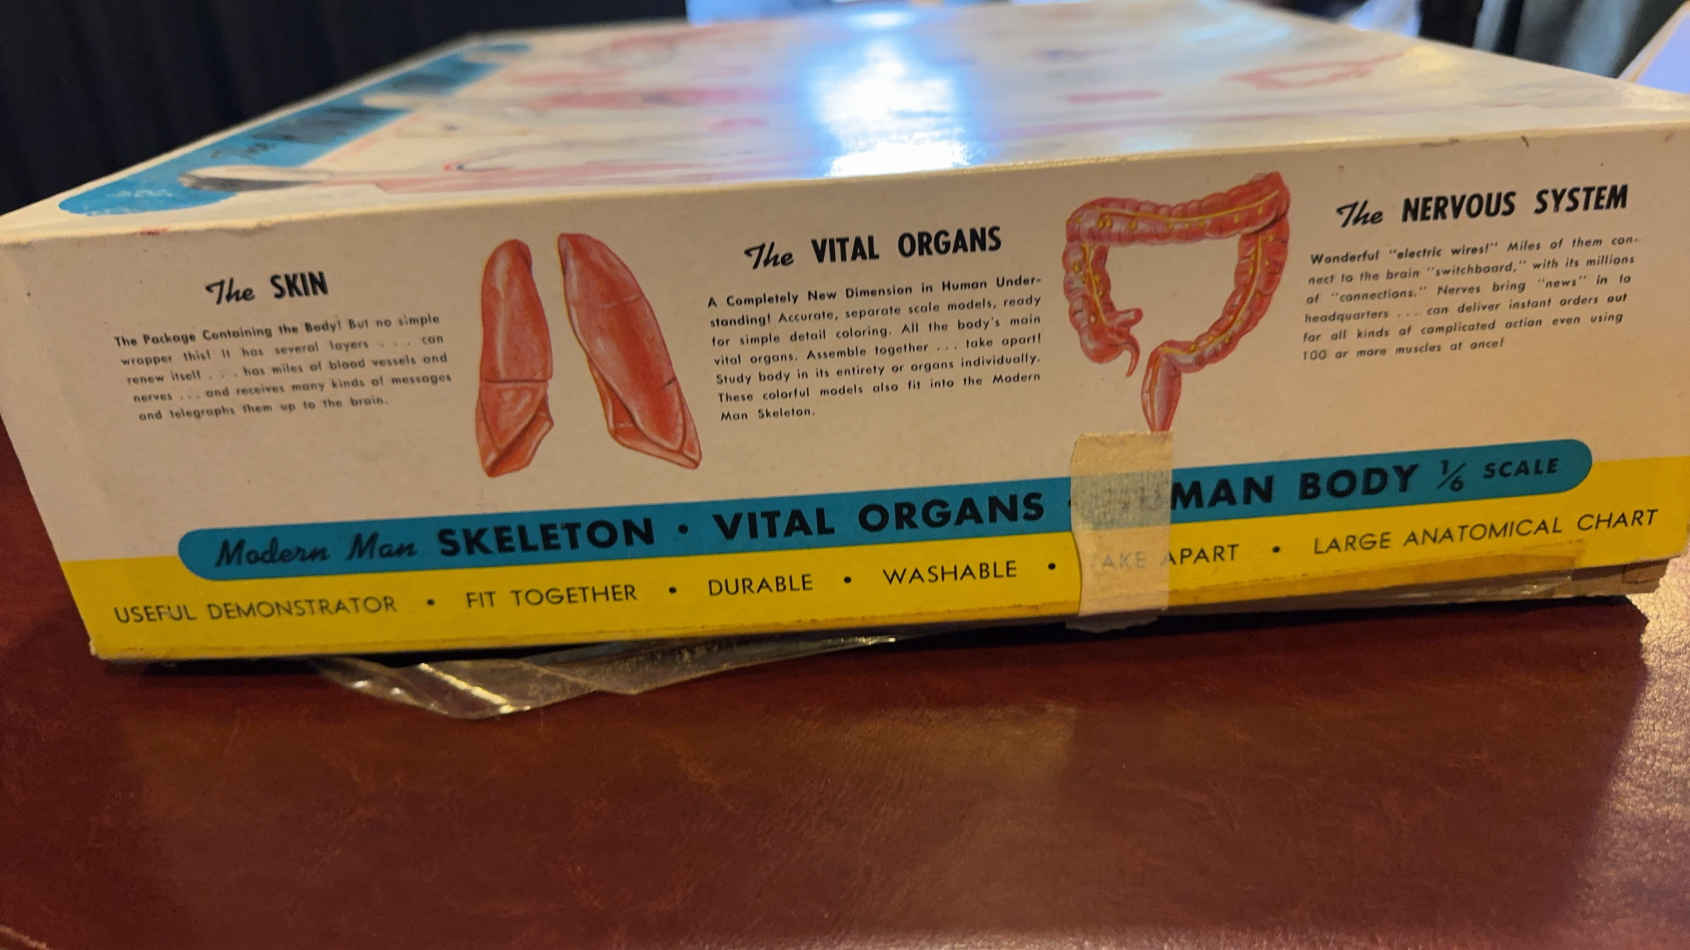 The SKIN
The Package Containing the Body! But no simple
wrapper this! It has several layers . . . can
renew itself . . . has miles of blood vessels and
nerves . . . and receives many kinds of messages
and telegraphs them up to the brain.
The VITAL ORGANS
A Completely New Dimension in Human Under-
standing! Accurate, separate scale models, ready
for simple detail coloring. All the body's main
vital organs. Assemble together . . . take apart!
Study body in its entirety or organs individually.
These colorful models also fit into the Modern
Man Skeleton.
The NERVOUS SYSTEM
Wonderful "electric wires!" Miles of them con-
nect to the brain "switchboard," with its millions
of "connections." Nerves bring "news" in to
headquarters . . . can deliver instant orders out
for all kinds of complicated action even using
100 or more muscles at once!
Modern Man SKELETON • VITAL ORGANS • MAN BODY 1/6 SCALE
USEFUL DEMONSTRATOR • FIT TOGETHER • DURABLE • WASHABLE • TAKE APART • LARGE ANATOMICAL CHART